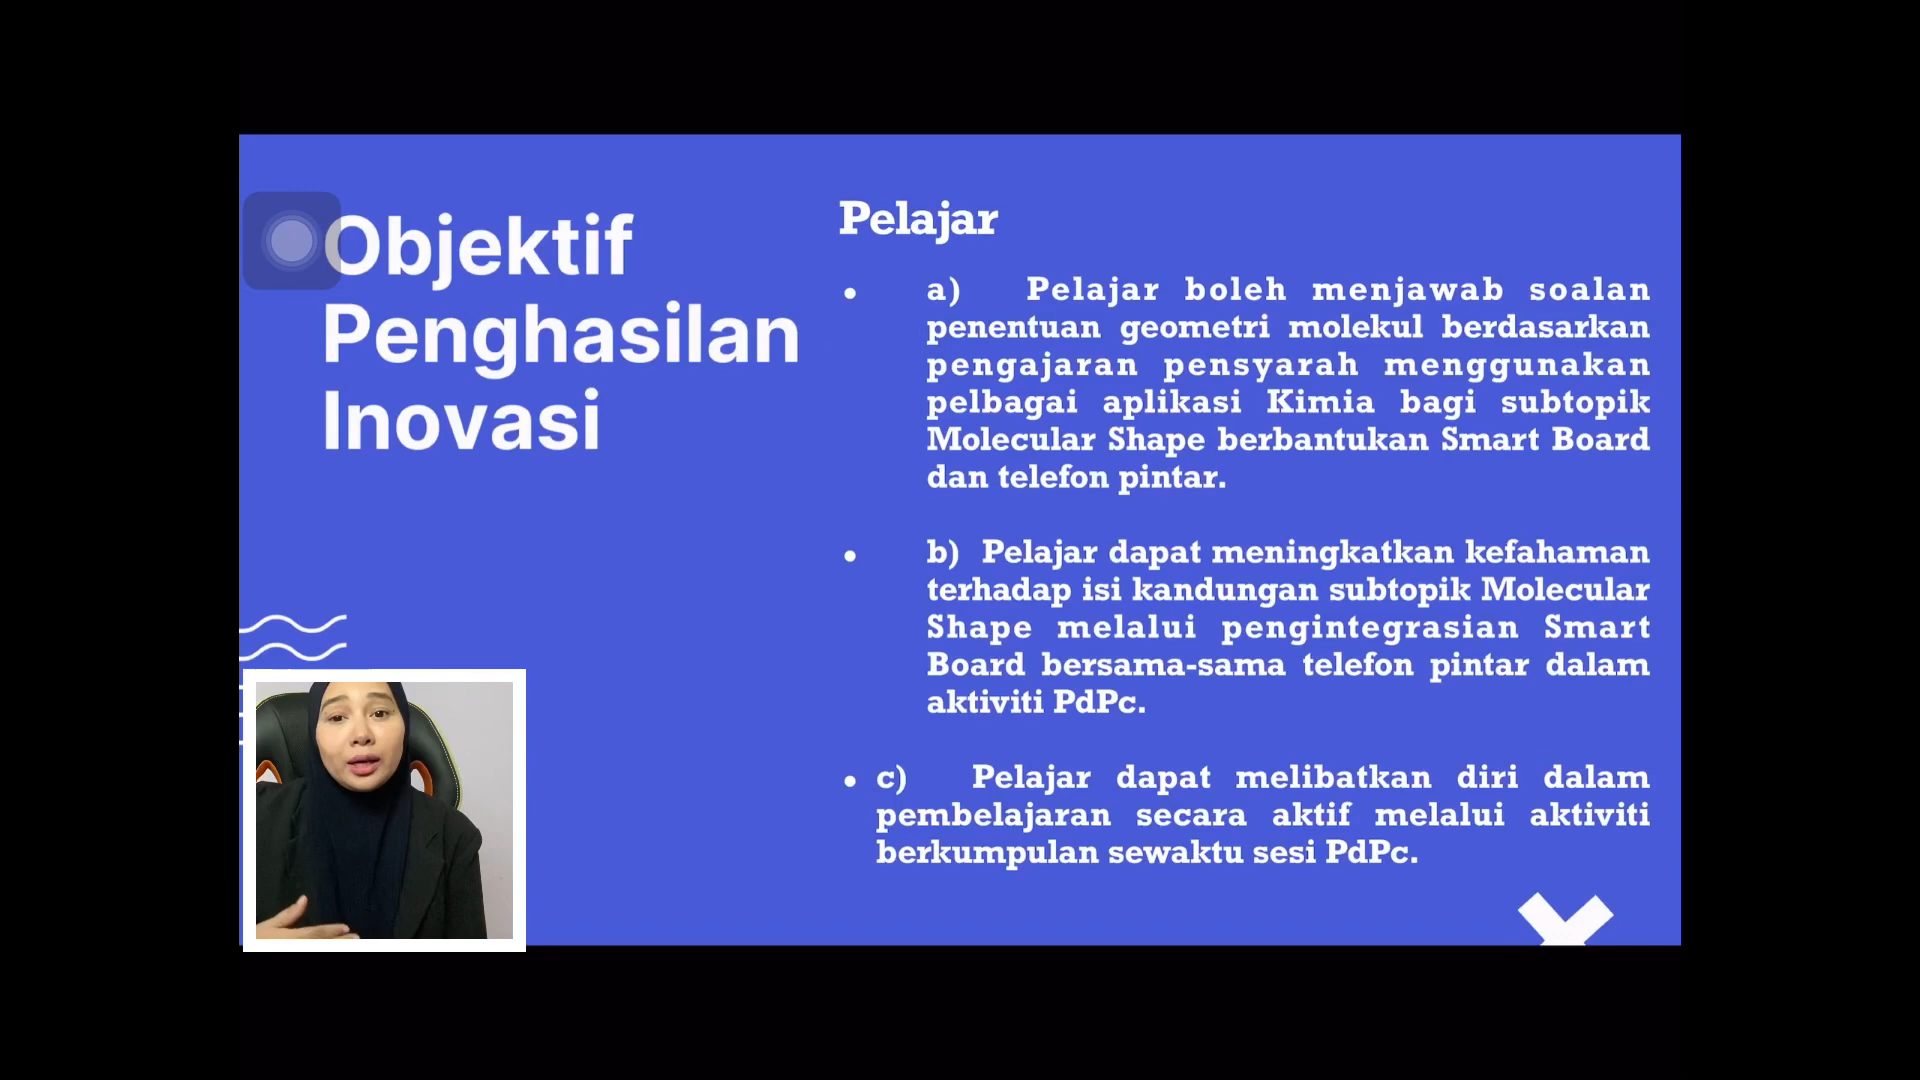 Objektif
Penghasilan
Inovasi
Pelajar
• a) Pelajar boleh menjawab soalan
penentuan geometri molekul berdasarkan
pengajaran pensyarah menggunakan
pelbagai aplikasi Kimia bagi subtopik
Molecular Shape berbantukan Smart Board
dan telefon pintar.
• b) Pelajar dapat meningkatkan kefahaman
terhadap isi kandungan subtopik Molecular
Shape melalui pengintegrasian Smart
Board bersama-sama telefon pintar dalam
aktiviti PdPc.
• c) Pelajar dapat melibatkan diri dalam
pembelajaran secara aktif melalui aktiviti
berkumpulan sewaktu sesi PdPc.